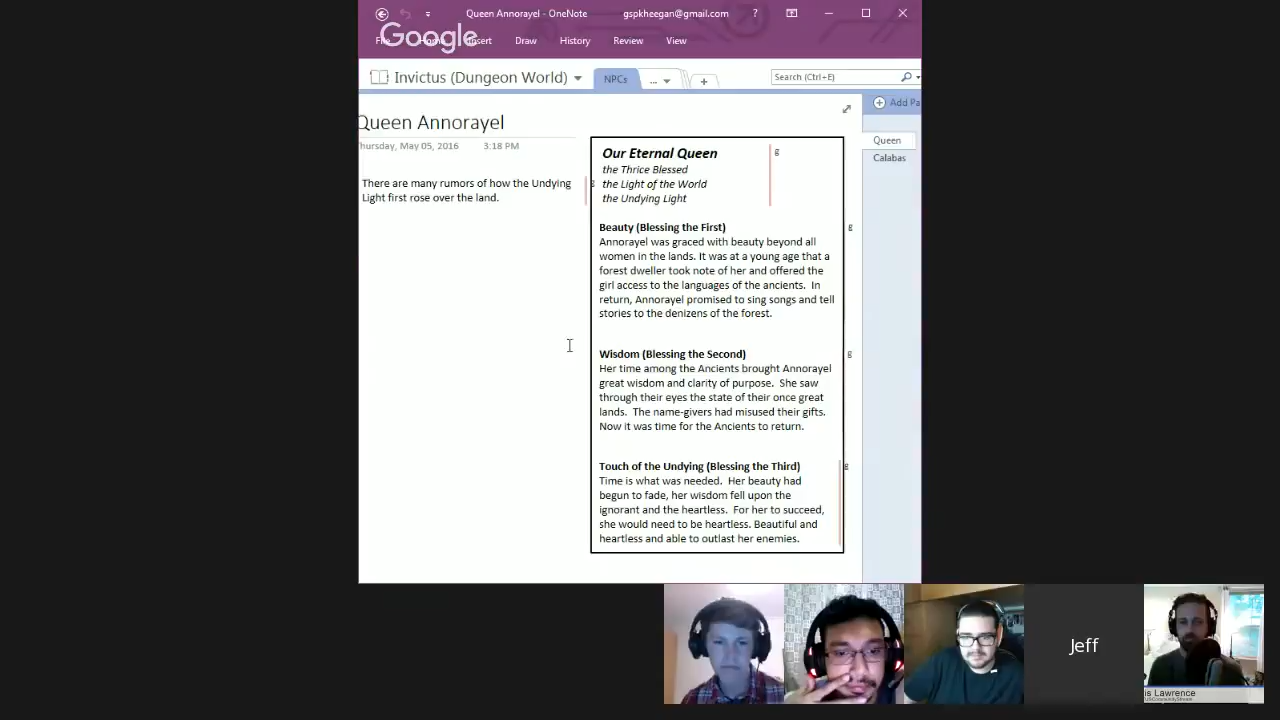 Queen Annorayel - OneNote
gspkheegan@gmail.com
?
Google
File
Insert
Draw
History
Review
View
Invictus (Dungeon World)
NPCs
...
+
Search (Ctrl+E)
Add Pa
Queen Annorayel
Thursday, May 05, 2016 3:18 PM
Queen
Calabas
There are many rumors of how the Undying
Light first rose over the land.
g
Our Eternal Queen
g
the Thrice Blessed
the Light of the World
the Undying Light
Beauty (Blessing the First)
g
Annorayel was graced with beauty beyond all
women in the lands. It was at a young age that a
forest dweller took note of her and offered the
girl access to the languages of the ancients. In
return, Annorayel promised to sing songs and tell
stories to the denizens of the forest.
Wisdom (Blessing the Second)
g
Her time among the Ancients brought Annorayel
great wisdom and clarity of purpose. She saw
through their eyes the state of their once great
lands. The name-givers had misused their gifts.
Now it was time for the Ancients to return.
Touch of the Undying (Blessing the Third)
g
Time is what was needed. Her beauty had
begun to fade, her wisdom fell upon the
ignorant and the heartless. For her to succeed,
she would need to be heartless. Beautiful and
heartless and able to outlast her enemies.
Jeff
is Lawrence